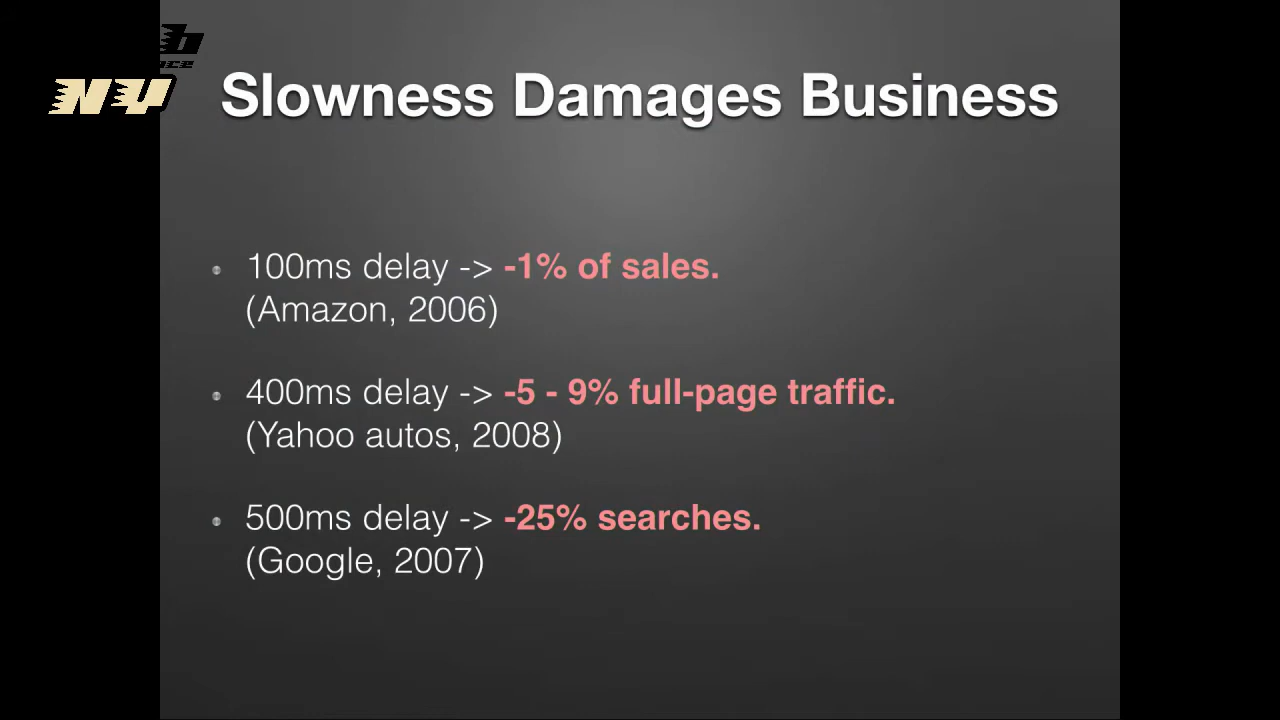 NY
Slowness Damages Business
100ms delay -> -1% of sales.
(Amazon, 2006)
400ms delay -> -5 - 9% full-page traffic.
(Yahoo autos, 2008)
500ms delay -> -25% searches.
(Google, 2007)